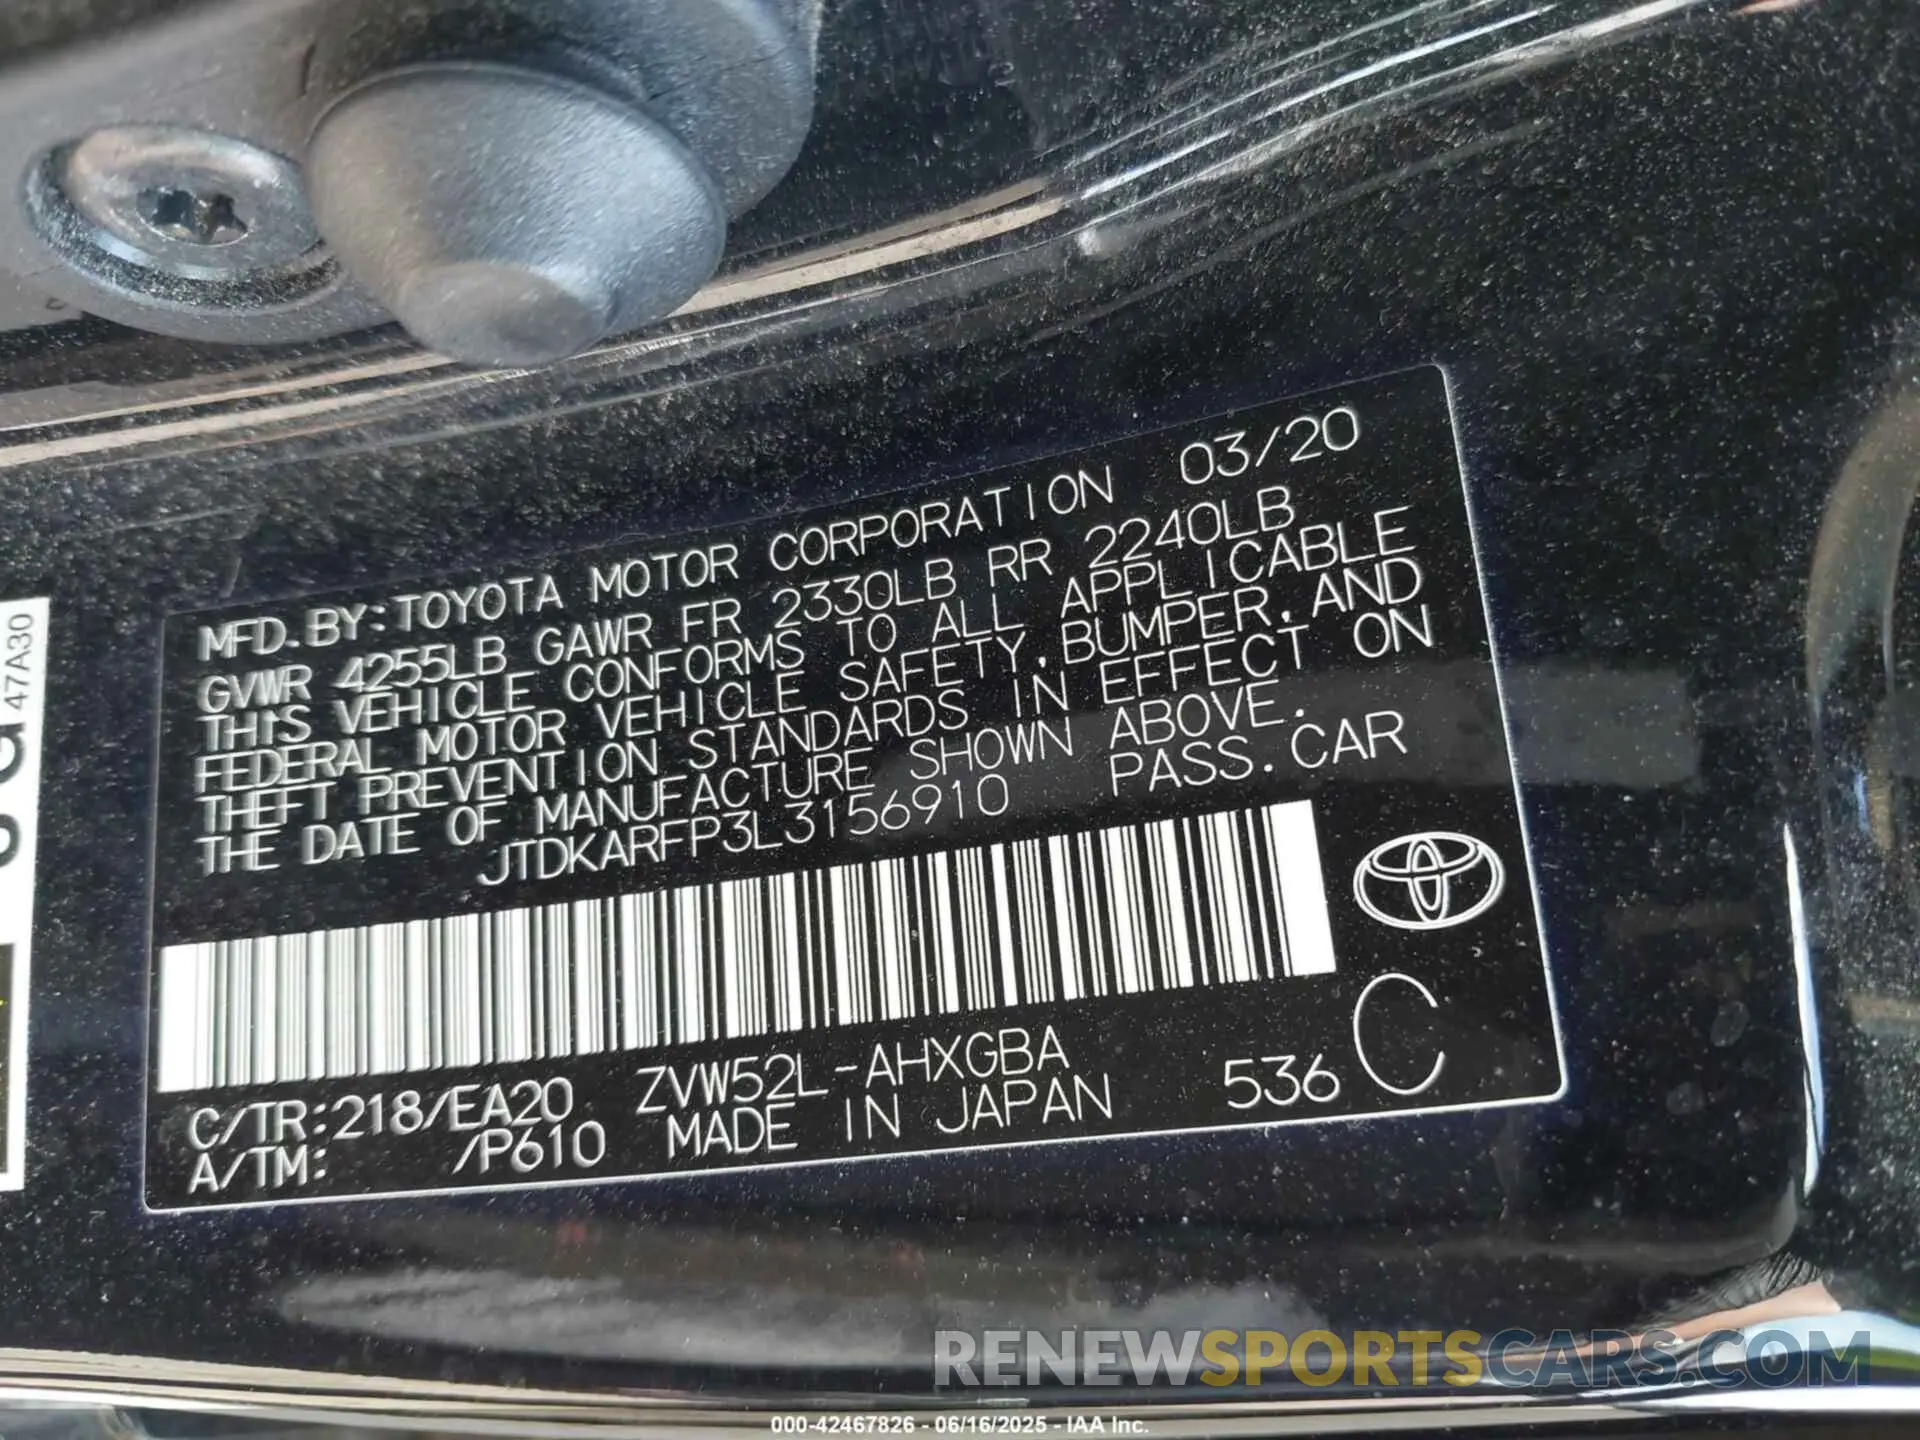 MFD.BY:TOYOTA MOTOR CORPORATION 03/20
GVWR 4255LB GAWR FR 2330LB RR 2240LB
THIS VEHICLE CONFORMS TO ALL APPLICABLE
FEDERAL MOTOR VEHICLE SAFETY,BUMPER,AND
THEFT PREVENTION STANDARDS IN EFFECT ON
THE DATE OF MANUFACTURE SHOWN ABOVE.
JTDKARFP3L3156910 PASS.CAR
C/TR:218/EA20 ZVW52L-AHXGBA
A/TM: /P610 MADE IN JAPAN 536 C
47A30
RENEWSPORTSCARS.COM
000-42467826 - 06/16/2025 - IAA Inc.